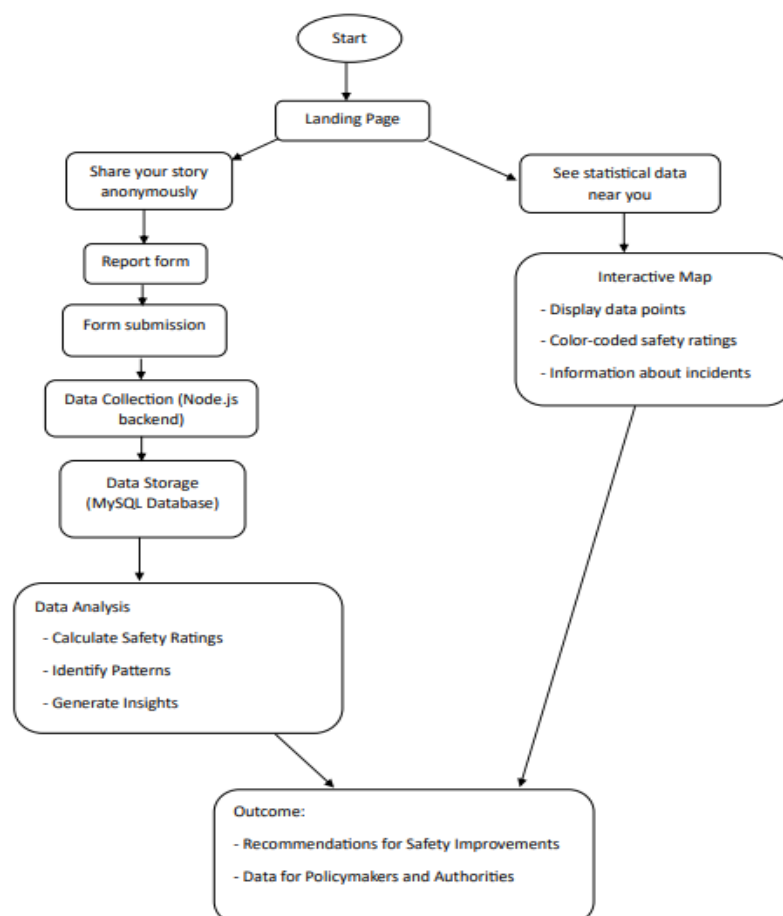 Start
Landing Page
Share your story
anonymously
See statistical data
near you
Report form
Interactive Map
- Display data points
- Color-coded safety ratings
- Information about incidents
Form submission
Data Collection (Node.js
backend)
Data Storage
(MySQL Database)
Data Analysis
- Calculate Safety Ratings
- Identify Patterns
- Generate Insights
Outcome:
- Recommendations for Safety Improvements
- Data for Policymakers and Authorities